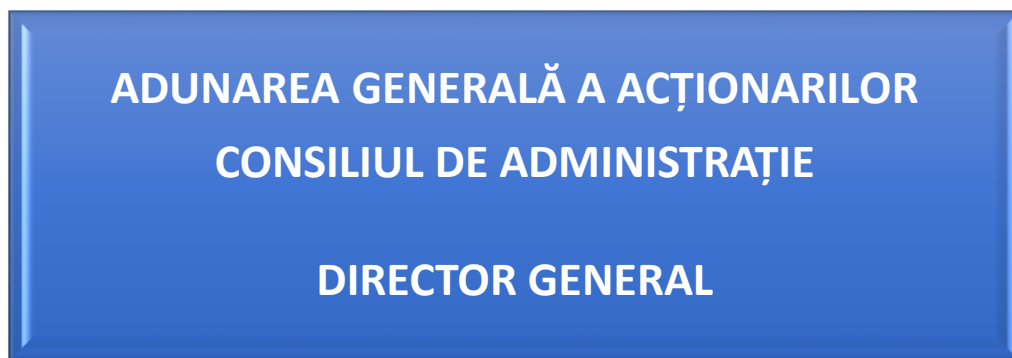 ADUNAREA GENERALĂ A ACȚIONARILOR
CONSILIUL DE ADMINISTRAȚIE
DIRECTOR GENERAL